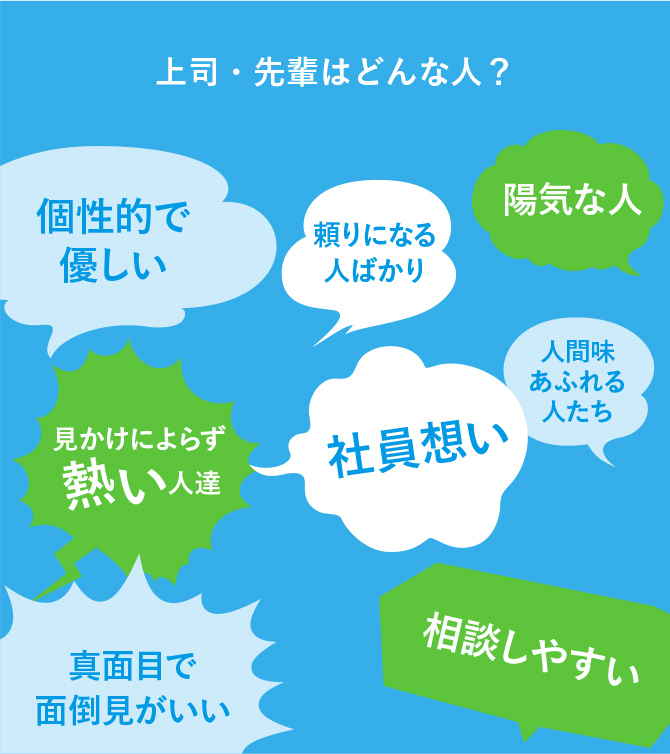 上司・先輩はどんな人？
個性的で
優しい
頼りになる
人ばかり
陽気な人
人間味
あふれる
人たち
見かけによらず
熱い人達
社員想い
真面目で
面倒見がいい
相談しやすい